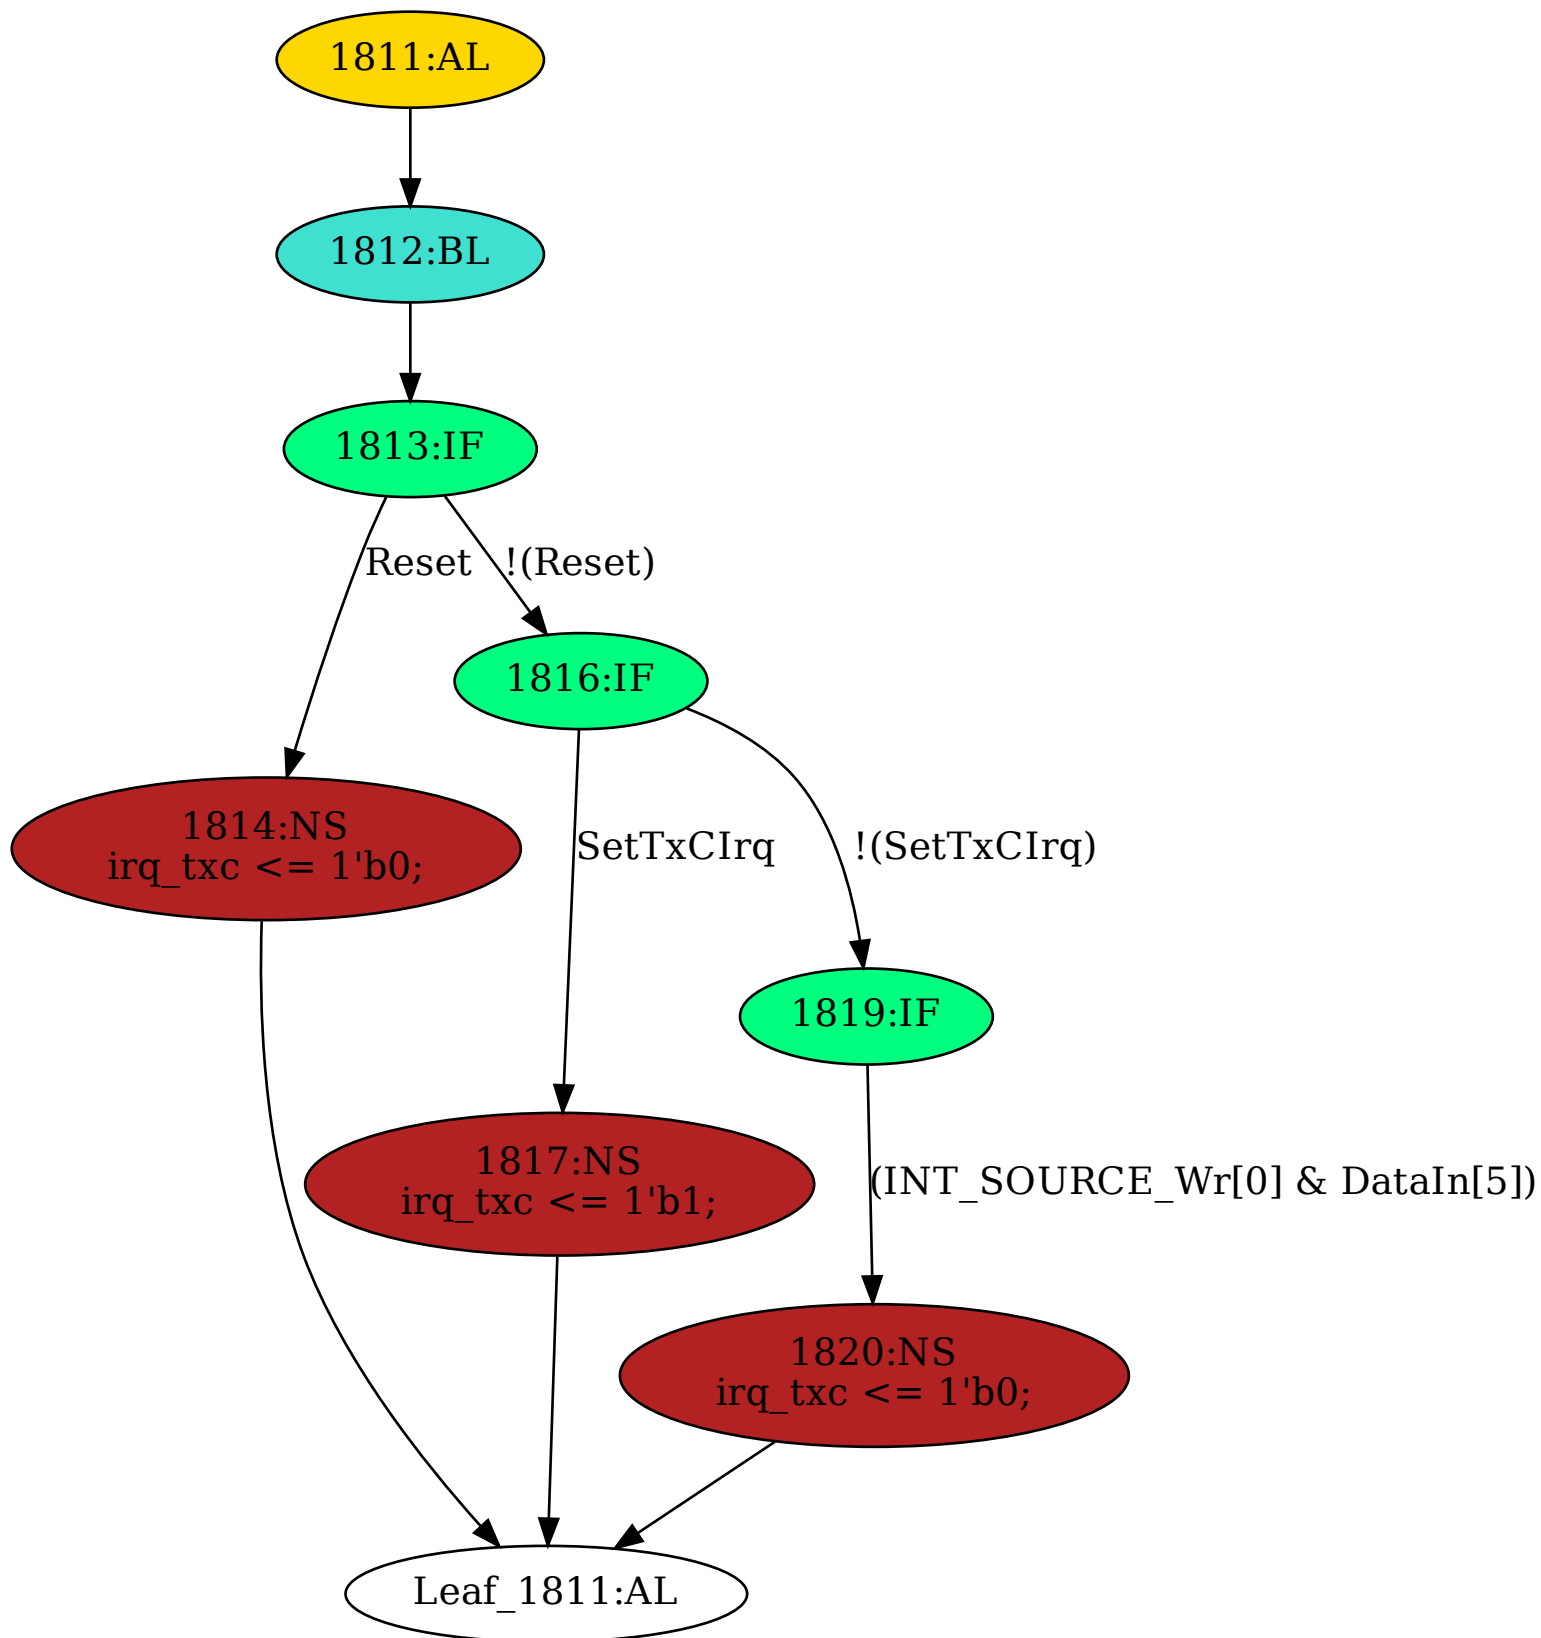 1811:AL
1812:BL
1813:IF
Reset
!(Reset)
1816:IF
1814:NS
irq_txc <= 1'b0;
SetTxCIrq
!(SetTxCIrq)
1819:IF
1817:NS
irq_txc <= 1'b1;
(INT_SOURCE_Wr[0] & DataIn[5])
1820:NS
irq_txc <= 1'b0;
Leaf_1811:AL